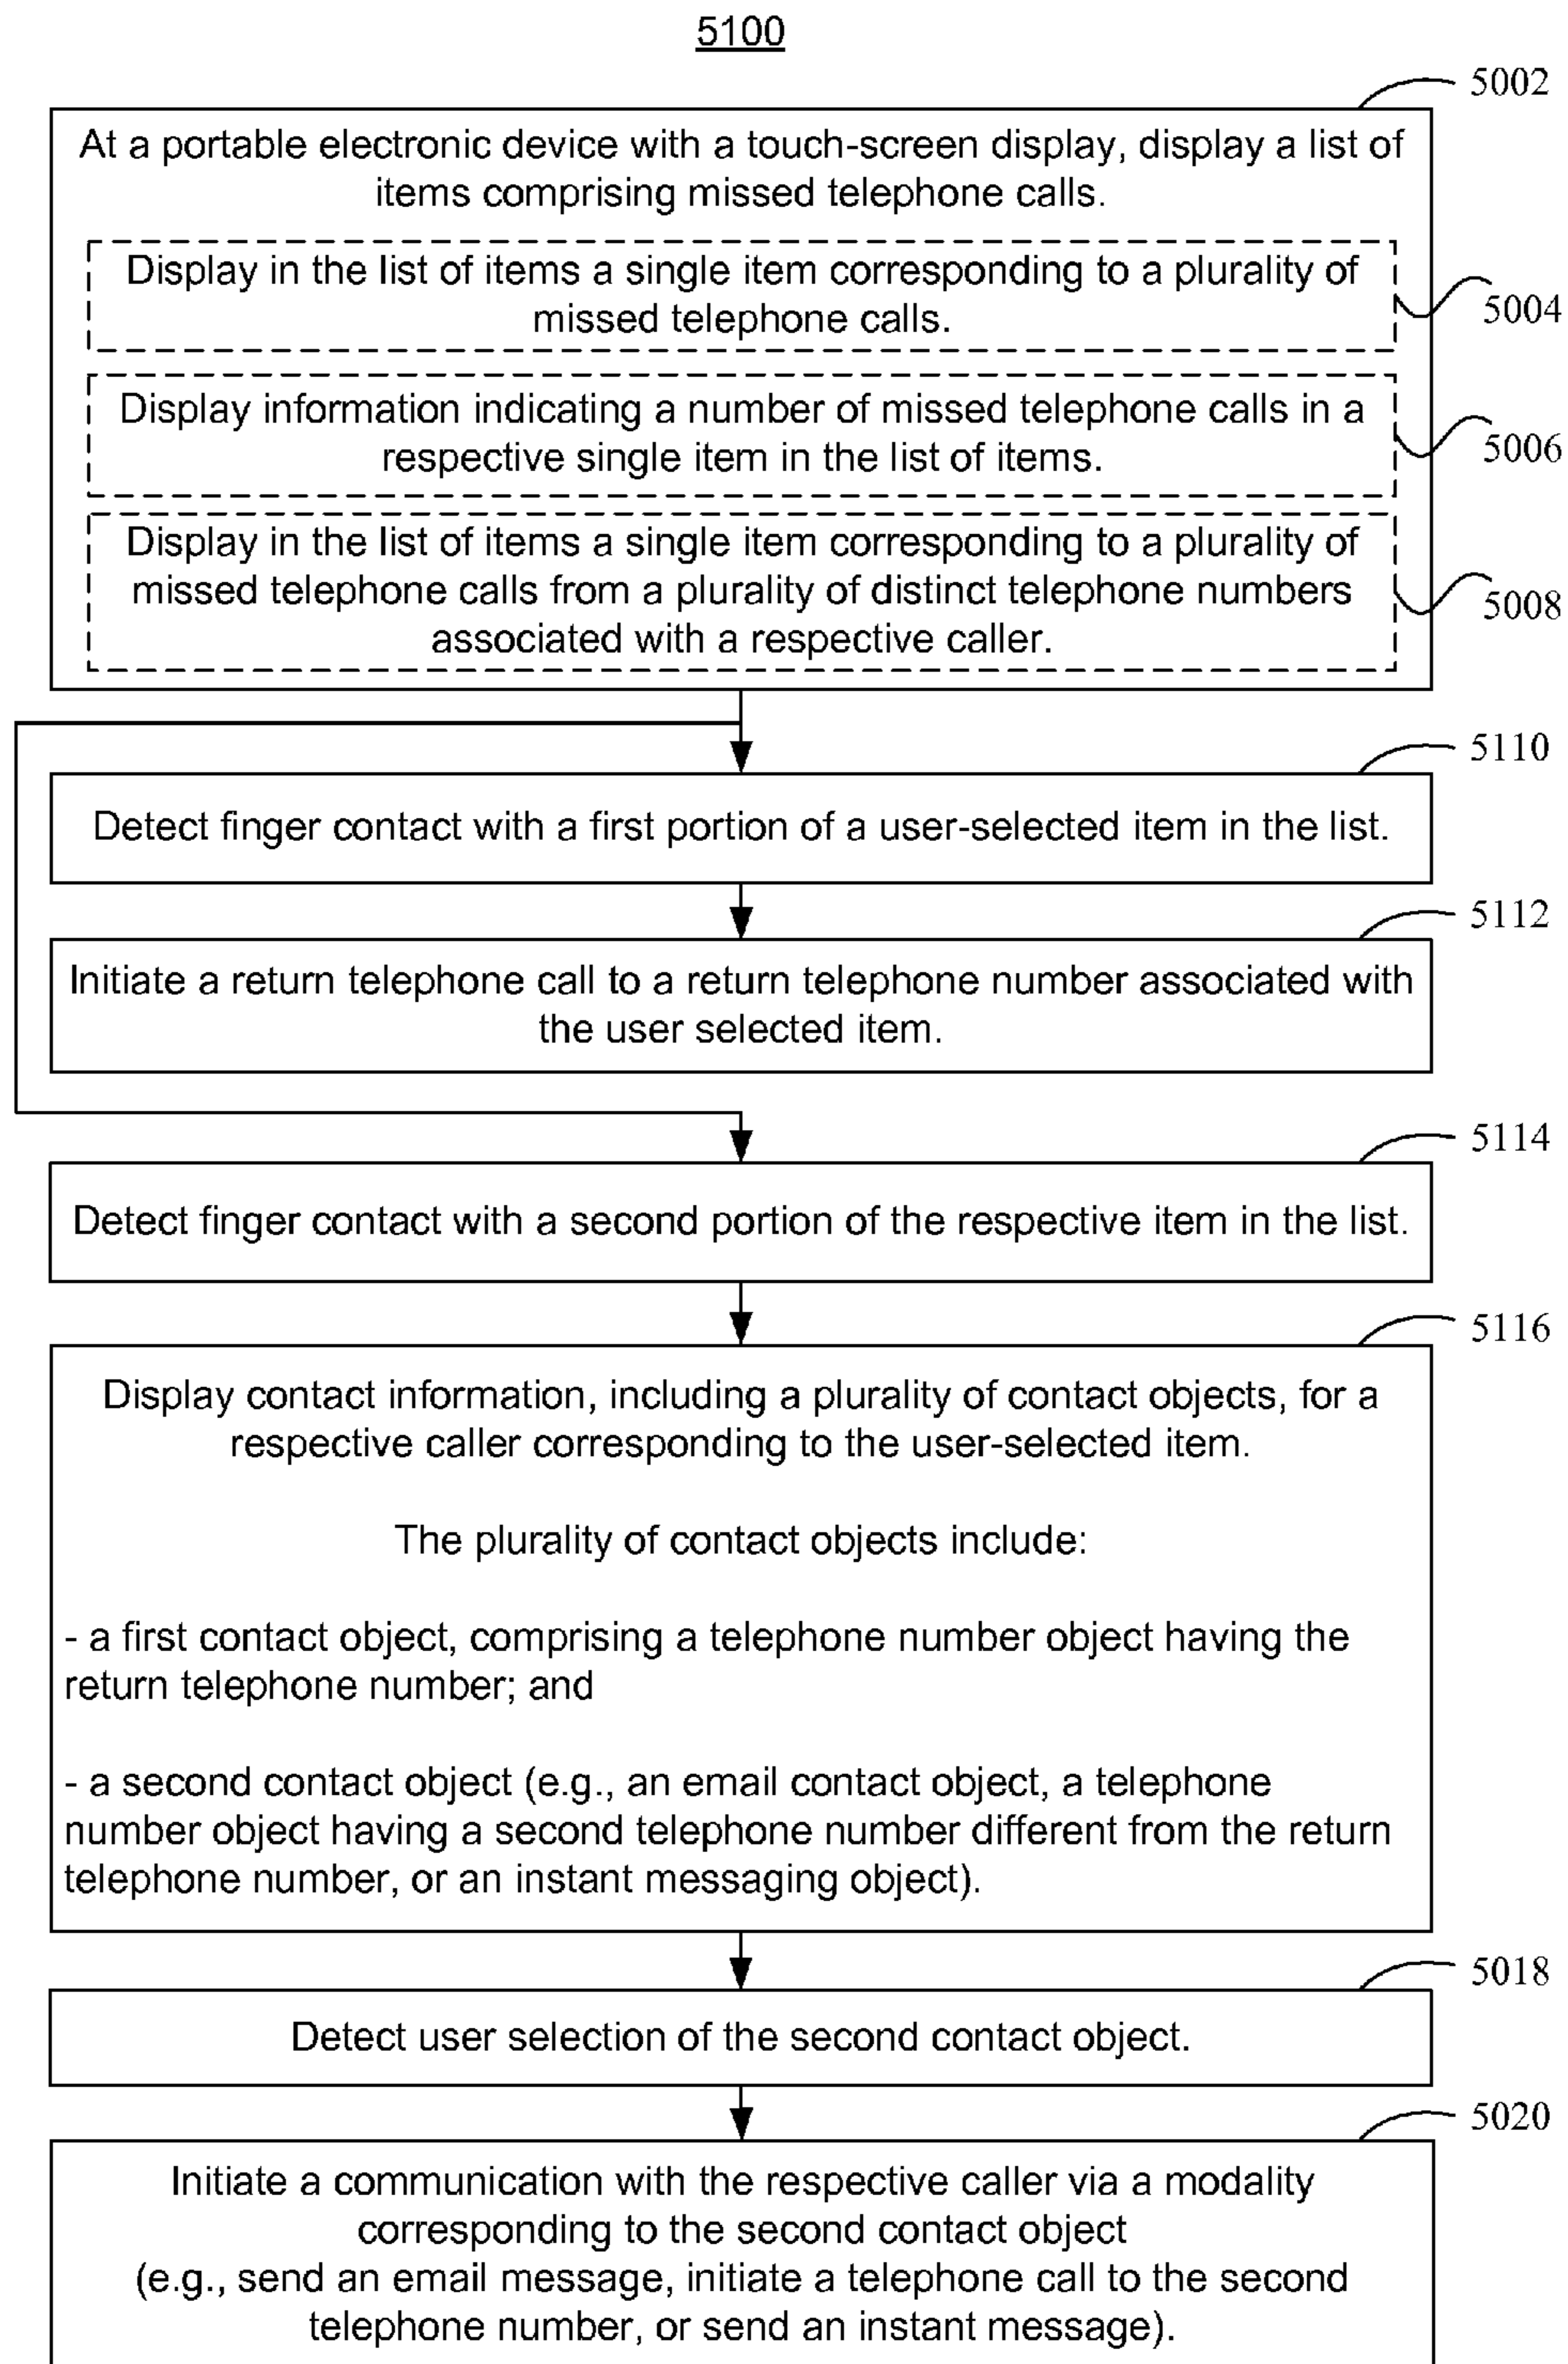 5100
5002
At a portable electronic device with a touch-screen display, display a list of
items comprising missed telephone calls.
Display in the list of items a single item corresponding to a plurality of
missed telephone calls.
5004
Display information indicating a number of missed telephone calls in a
respective single item in the list of items.
5006
Display in the list of items a single item corresponding to a plurality of
missed telephone calls from a plurality of distinct telephone numbers
associated with a respective caller.
5008
5110
Detect finger contact with a first portion of a user-selected item in the list.
5112
Initiate a return telephone call to a return telephone number associated with
the user selected item.
5114
Detect finger contact with a second portion of the respective item in the list.
5116
Display contact information, including a plurality of contact objects, for a
respective caller corresponding to the user-selected item.
The plurality of contact objects include:
- a first contact object, comprising a telephone number object having the
return telephone number; and
- a second contact object (e.g., an email contact object, a telephone
number object having a second telephone number different from the return
telephone number, or an instant messaging object).
5018
Detect user selection of the second contact object.
5020
Initiate a communication with the respective caller via a modality
corresponding to the second contact object
(e.g., send an email message, initiate a telephone call to the second
telephone number, or send an instant message).